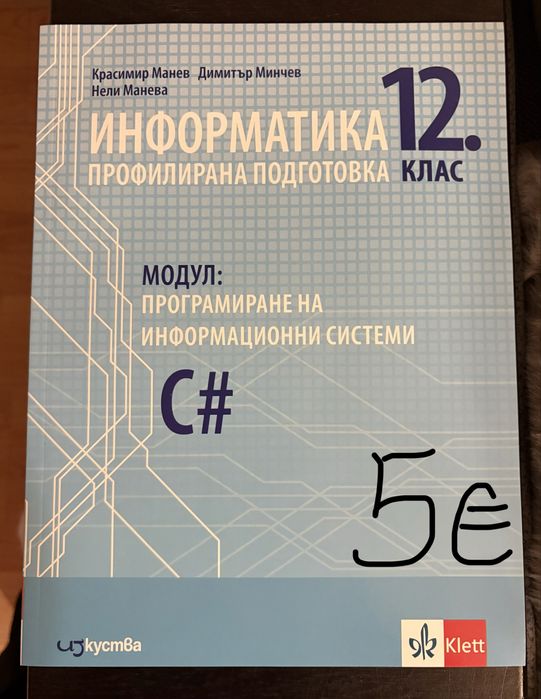 Красимир Манев Димитър Минчев
Нели Манева
ИНФОРМАТИКА 12.
ПРОФИЛИРАНА ПОДГОТОВКА КЛАС
МОДУЛ:
ПРОГРАМИРАНЕ НА
ИНФОРМАЦИОННИ СИСТЕМИ
C#
5€
изкуства
Klett